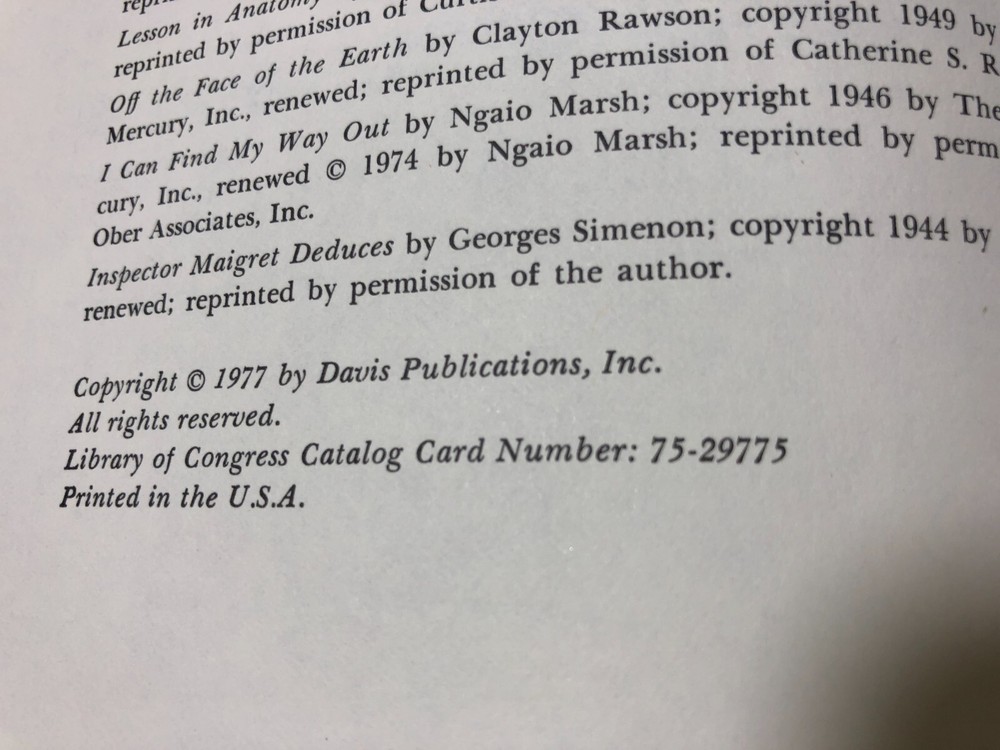 Lesson in Anatomy
reprinted by permission of
Off the Face of the Earth by Clayton Rawson; copyright 1949 by
Mercury, Inc., renewed; reprinted by permission of Catherine S. R
I Can Find My Way Out by Ngaio Marsh; copyright 1946 by The
cury, Inc., renewed © 1974 by Ngaio Marsh; reprinted by perm
Ober Associates, Inc.
Inspector Maigret Deduces by Georges Simenon; copyright 1944 by
renewed; reprinted by permission of the author.
Copyright © 1977 by Davis Publications, Inc.
All rights reserved.
Library of Congress Catalog Card Number: 75-29775
Printed in the U.S.A.